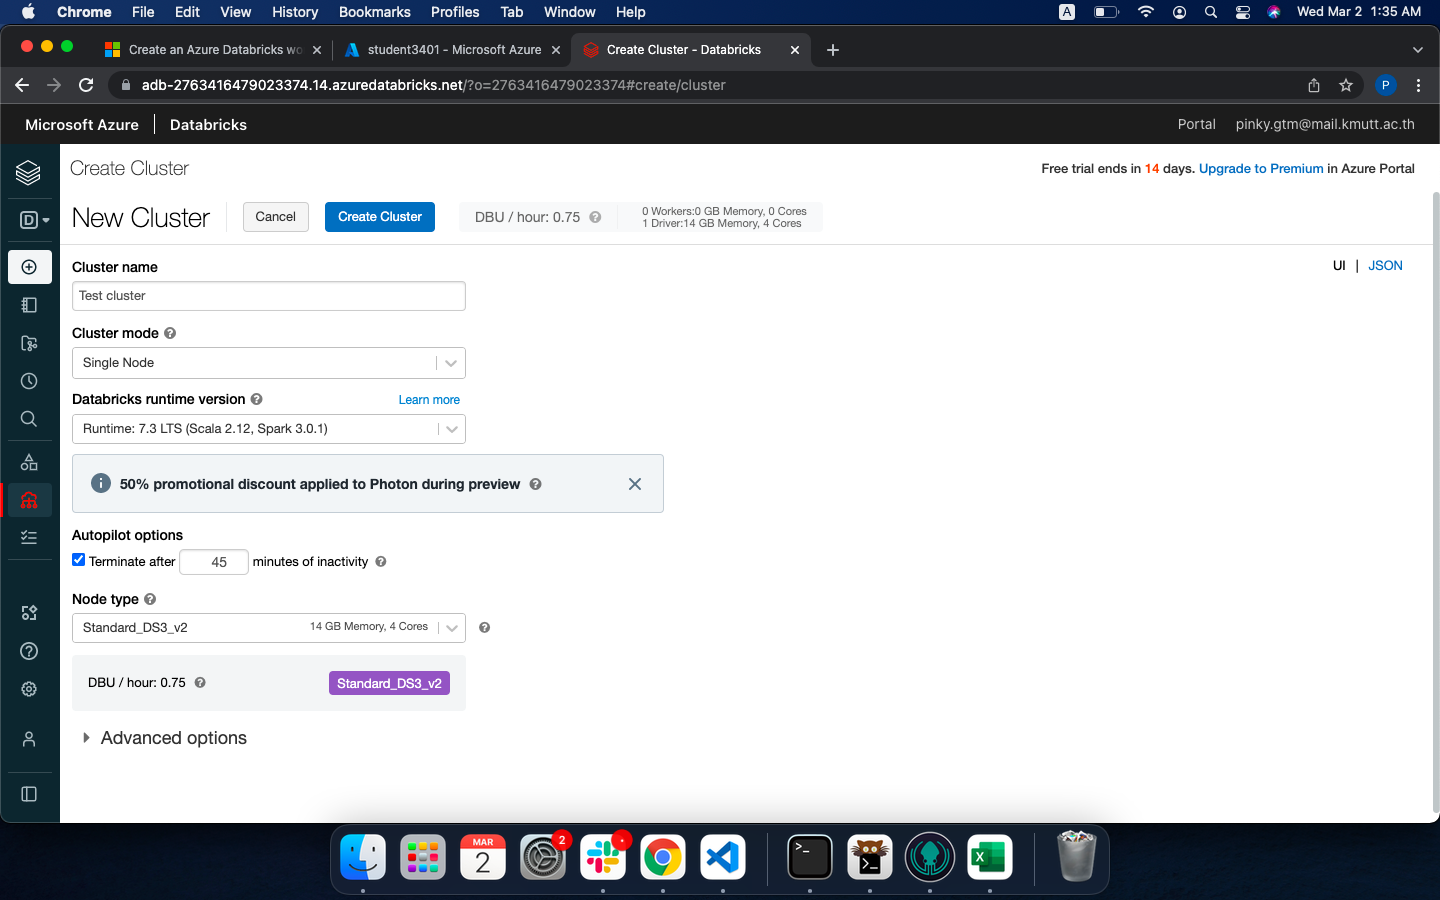 Chrome File Edit View History Bookmarks Profiles Tab Window Help A Wed Mar 2 1:35 AM
Create an Azure Databricks wo student3401 - Microsoft Azure Create Cluster - Databricks
adb-2763416479023374.14.azuredatabricks.net/?o=2763416479023374#create/cluster P
Microsoft Azure Databricks Portal pinky.gtm@mail.kmutt.ac.th
Create Cluster Free trial ends in 14 days. Upgrade to Premium in Azure Portal
D New Cluster Cancel Create Cluster DBU / hour: 0.75 ?
0 Workers:0 GB Memory, 0 Cores
1 Driver:14 GB Memory, 4 Cores
Cluster name UI | JSON
Test cluster
Cluster mode ?
Single Node
Databricks runtime version ? Learn more
Runtime: 7.3 LTS (Scala 2.12, Spark 3.0.1)
50% promotional discount applied to Photon during preview ?
Autopilot options
Terminate after 45 minutes of inactivity ?
Node type ?
Standard_DS3_v2 14 GB Memory, 4 Cores ?
DBU / hour: 0.75 ? Standard_DS3_v2
Advanced options
MAR
2
2